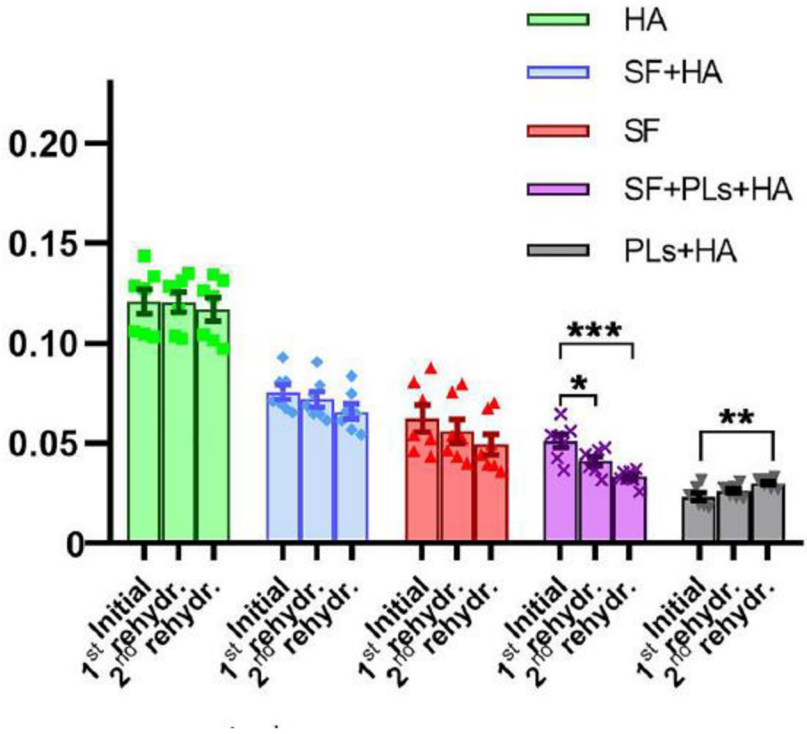 HA
SF+HA
SF
SF+PLs+HA
PLs+HA
0.20
0.15
0.10
0.05
0
***
*
**
Initial
1st rehydr.
2nd rehydr.
Initial
1st rehydr.
2nd rehydr.
Initial
1st rehydr.
2nd rehydr.
Initial
1st rehydr.
2nd rehydr.
Initial
1st rehydr.
2nd rehydr.